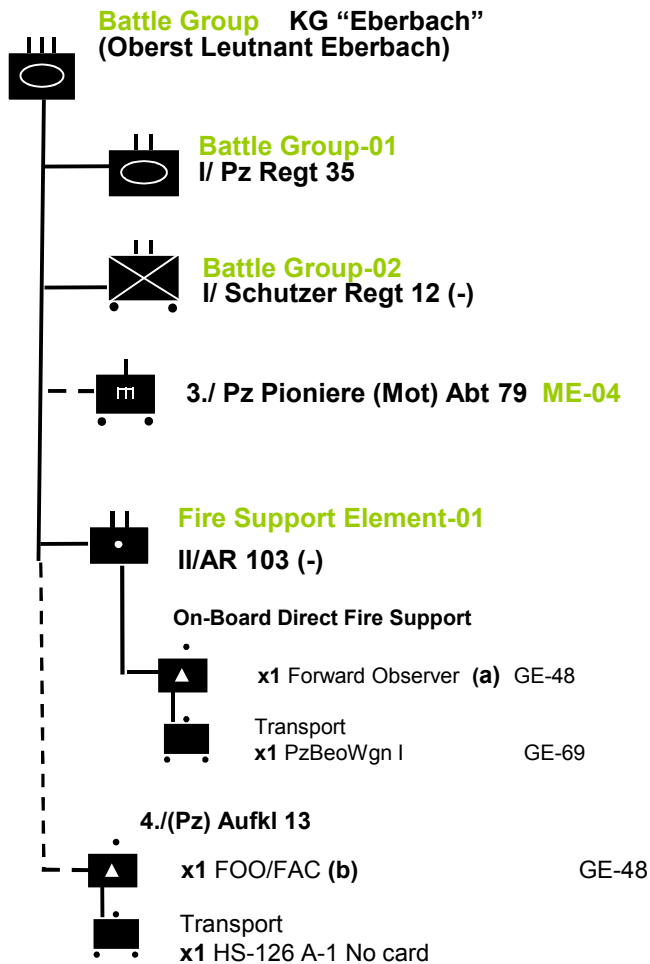 Battle Group KG “Eberbach”
(Oberst Leutnant Eberbach)
Battle Group-01
I/ Pz Regt 35
Battle Group-02
I/ Schutzer Regt 12 (-)
3./ Pz Pioniere (Mot) Abt 79 ME-04
Fire Support Element-01
II/AR 103 (-)
On-Board Direct Fire Support
x1 Forward Observer (a) GE-48
Transport
x1 PzBeoWgn I GE-69
4./(Pz) Aufkl 13
x1 FOO/FAC (b) GE-48
Transport
x1 HS-126 A-1 No card